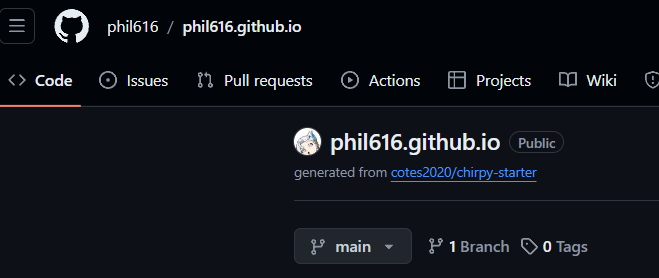 phil616 / phil616.github.io
Code Issues Pull requests Actions Projects Wiki
phil616.github.io Public
generated from cotes2020/chirpy-starter
main 1 Branch 0 Tags